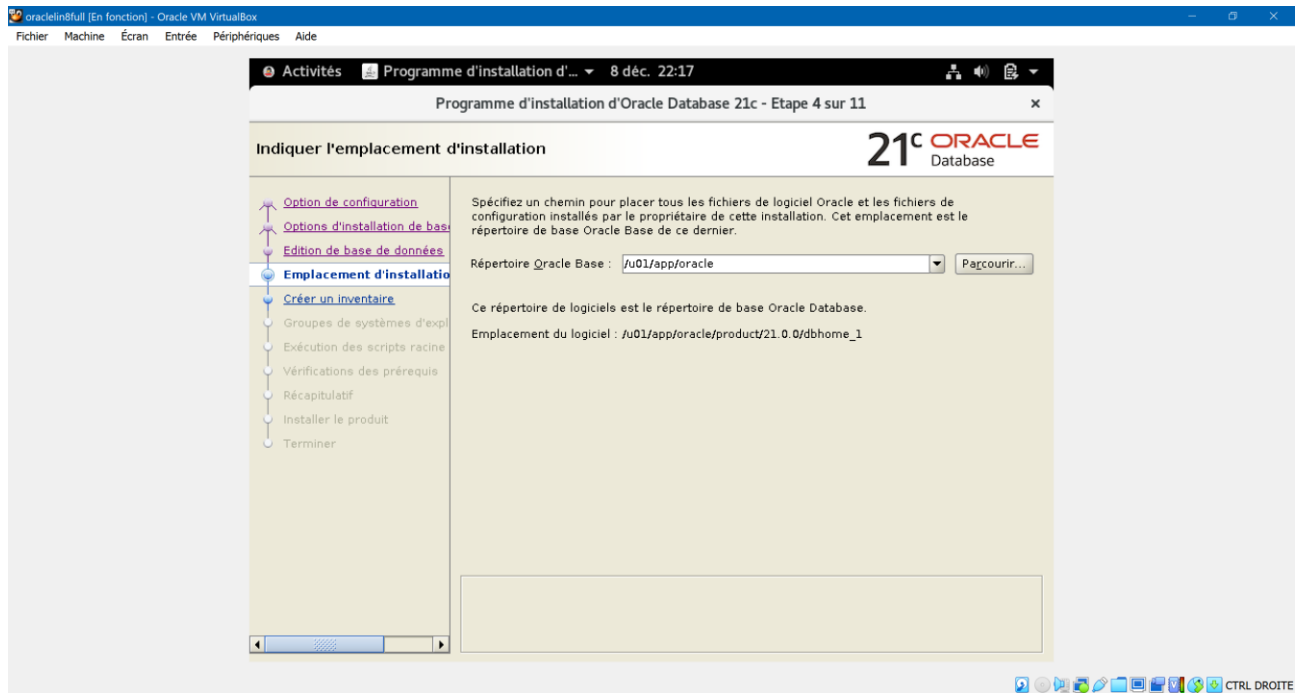 oraclelin8full [En fonction] - Oracle VM VirtualBox
Fichier Machine Écran Entrée Périphériques Aide
Activités Programme d'installation d'... 8 déc. 22:17
Programme d'installation d'Oracle Database 21c - Etape 4 sur 11
Indiquer l'emplacement d'installation
21c ORACLE
Database
Option de configuration
Options d'installation de bas
Edition de base de données
Emplacement d'installatio
Créer un inventaire
Groupes de systèmes d'expl
Exécution des scripts racine
Vérifications des prérequis
Récapitulatif
Installer le produit
Terminer
Spécifiez un chemin pour placer tous les fichiers de logiciel Oracle et les fichiers de
configuration installés par le propriétaire de cette installation. Cet emplacement est le
répertoire de base Oracle Base de ce dernier.
Répertoire Oracle Base : /u01/app/oracle Parcourir...
Ce répertoire de logiciels est le répertoire de base Oracle Database.
Emplacement du logiciel : /u01/app/oracle/product/21.0.0/dbhome_1
CTRL DROITE